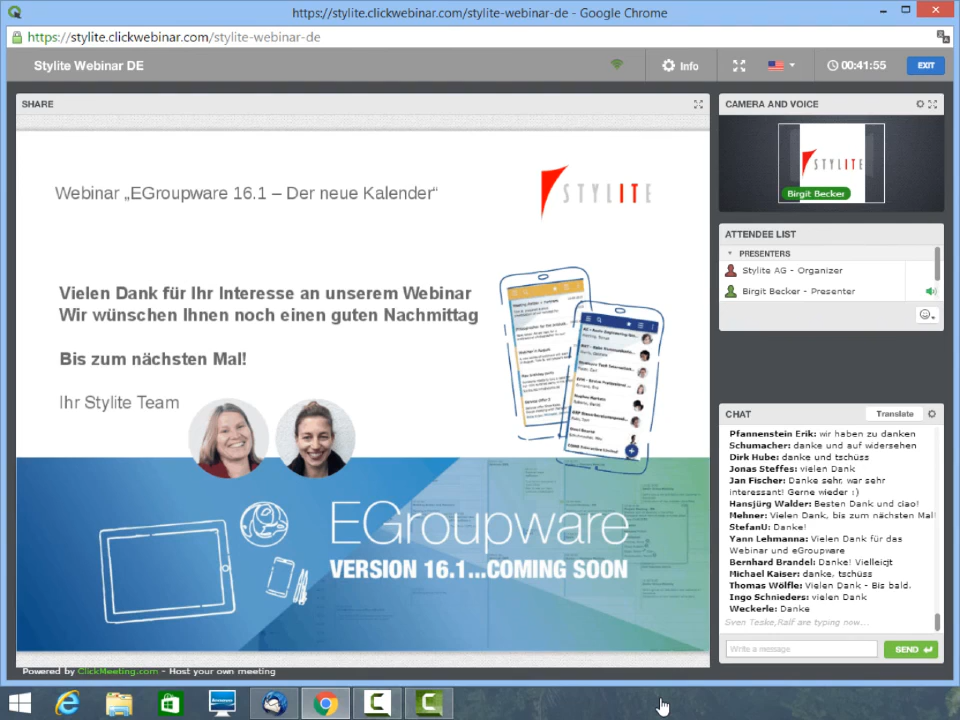 https://stylite.clickwebinar.com/stylite-webinar-de - Google Chrome
https://stylite.clickwebinar.com/stylite-webinar-de
Stylite Webinar DE
Info
00:41:55
EXIT
SHARE
Webinar „EGroupware 16.1 – Der neue Kalender“
STYLITE
Vielen Dank für Ihr Interesse an unserem Webinar
Wir wünschen Ihnen noch einen guten Nachmittag
Bis zum nächsten Mal!
Ihr Stylite Team
EGroupware
VERSION 16.1...COMING SOON
Powered by ClickMeeting.com - Host your own meeting
CAMERA AND VOICE
STYLITE
Birgit Becker
ATTENDEE LIST
PRESENTERS
Stylite AG - Organizer
Birgit Becker - Presenter
CHAT
Translate
Pfannenstein Erik: wir haben zu danken
Schumacher: danke und auf widersehen
Dirk Hube: danke und tschüss
Jonas Steffes: vielen Dank
Jan Fischer: Danke sehr, war sehr
interessant! Gerne wieder :)
Hansjürg Walder: Besten Dank und ciao!
Mehner: Vielen Dank, bis zum nächsten Mal!
StefanU: Danke!
Yann Lehmanna: Vielen Dank für das
Webinar und eGroupware
Bernhard Brandel: Danke! Vielleicjt
Michael Kaiser: danke, tschüss
Thomas Wölfle: Vielen Dank - Bis bald.
Ingo Schnieders: vielen Dank
Weckerle: Danke
Sven Teske,Ralf are typing now...
Write a message
SEND